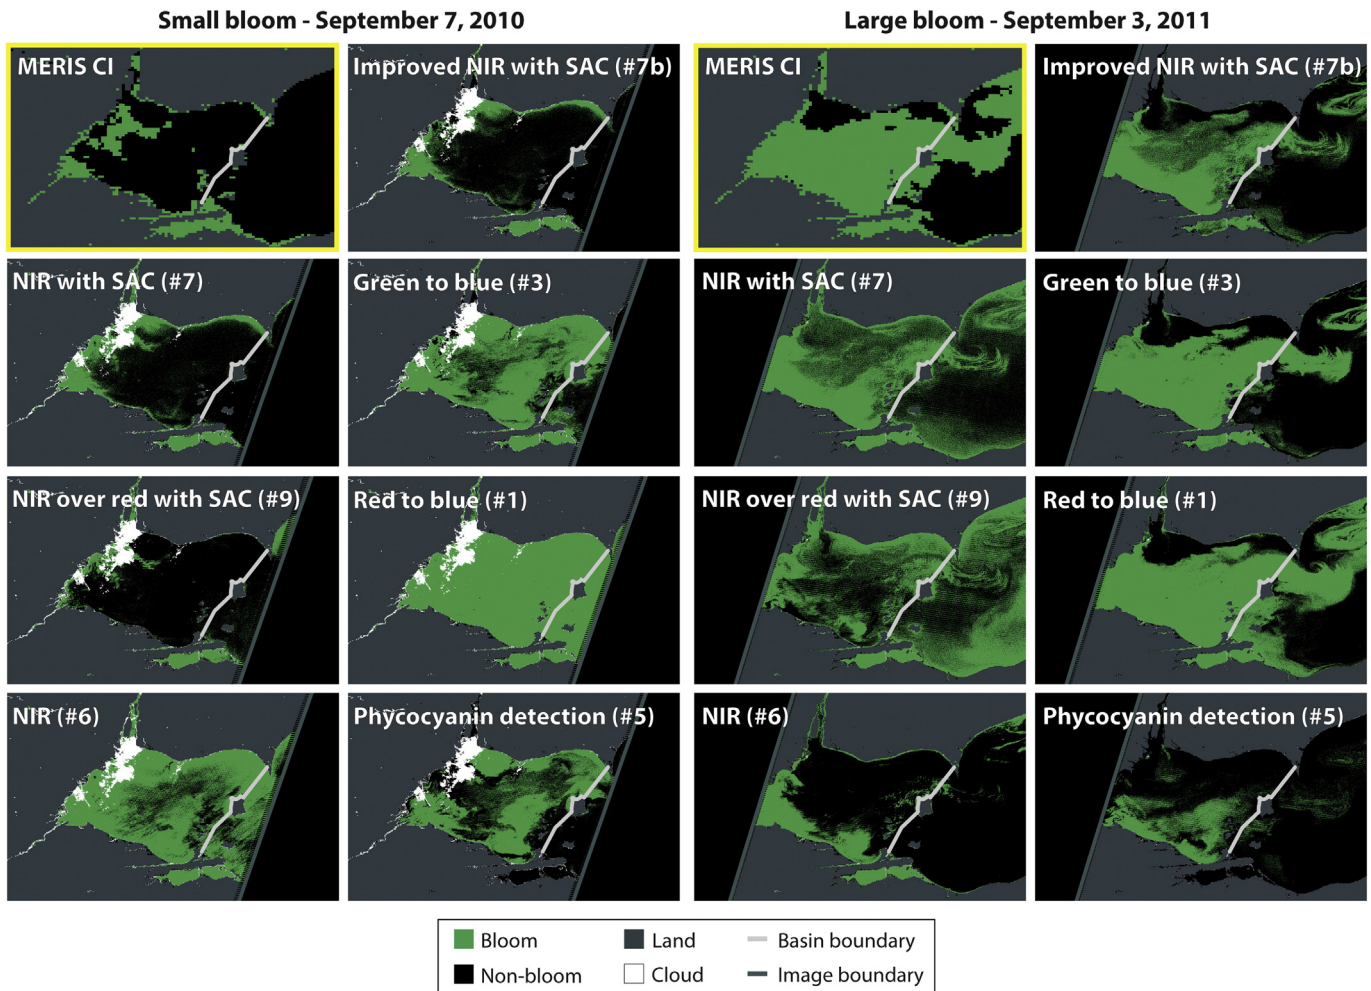 Small bloom - September 7, 2010
Large bloom - September 3, 2011
MERIS CI
Improved NIR with SAC (#7b)
MERIS CI
Improved NIR with SAC (#7b)
NIR with SAC (#7)
Green to blue (#3)
NIR with SAC (#7)
Green to blue (#3)
NIR over red with SAC (#9)
Red to blue (#1)
NIR over red with SAC (#9)
Red to blue (#1)
NIR (#6)
Phycocyanin detection (#5)
NIR (#6)
Phycocyanin detection (#5)
Bloom
Land
Basin boundary
Non-bloom
Cloud
Image boundary